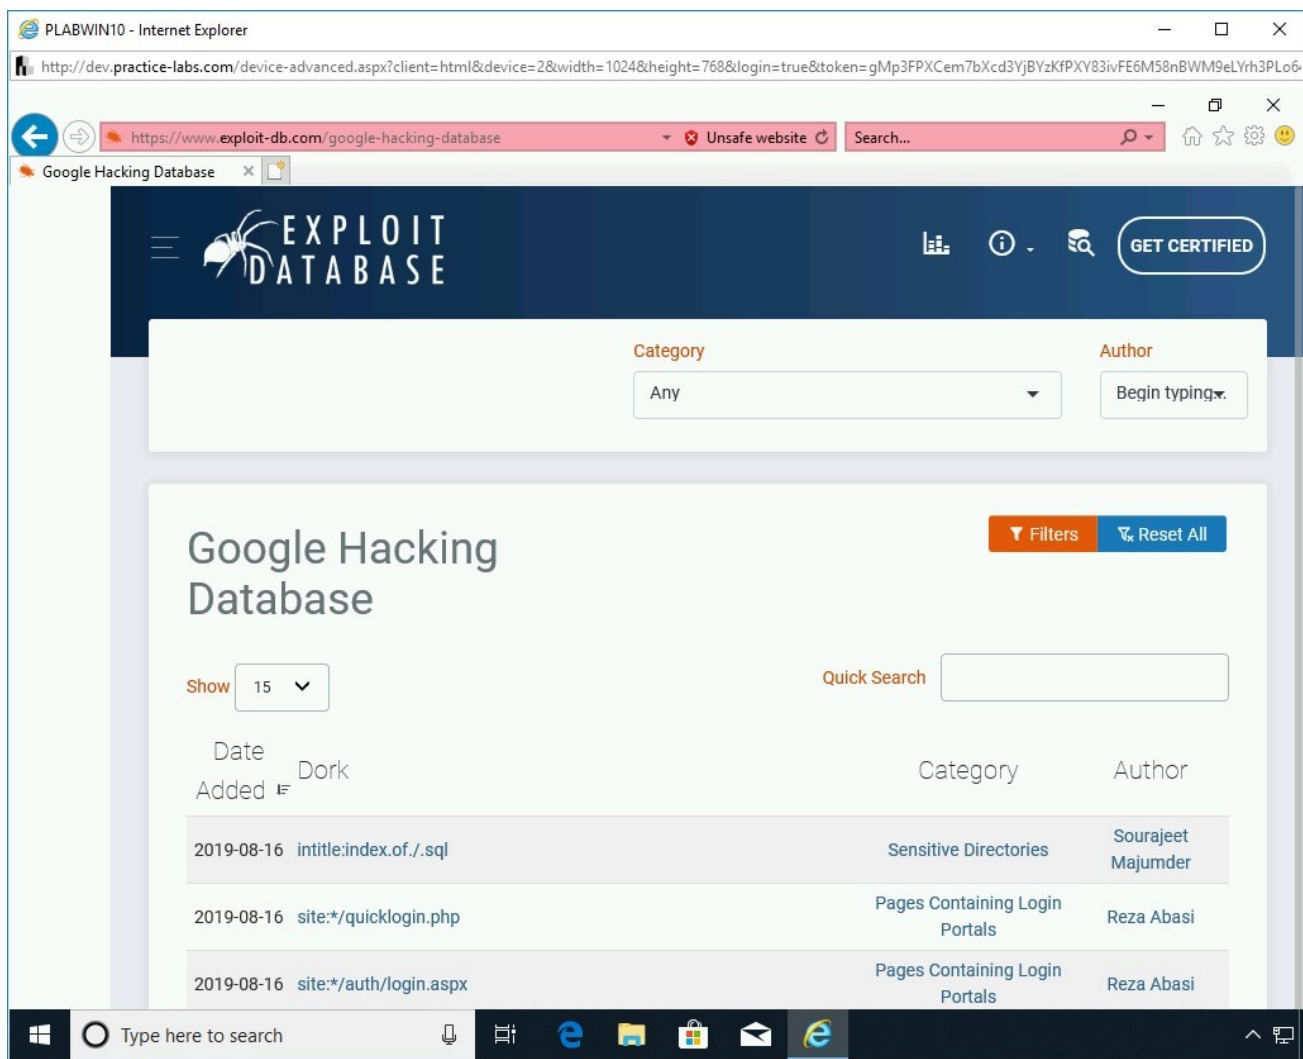 PLABWIN10 - Internet Explorer
http://dev.practice-labs.com/device-advanced.aspx?client=html&device=2&width=1024&height=768&login=true&token=gMp3FPXCem7bXcd3YjBYzKfPXY83ivFE6M58nBWM9eLYrh3PLo6
https://www.exploit-db.com/google-hacking-database Unsafe website Search...
Google Hacking Database
EXPLOIT
DATABASE
GET CERTIFIED
Category Author
Any Begin typing...
Google Hacking
Database
Filters Reset All
Show 15 Quick Search
Date
Added Dork Category Author
2019-08-16 intitle:index.of./.sql Sensitive Directories Sourajeet
Majumder
2019-08-16 site:*/quicklogin.php Pages Containing Login
Portals Reza Abasi
2019-08-16 site:*/auth/login.aspx Pages Containing Login
Portals Reza Abasi
Type here to search